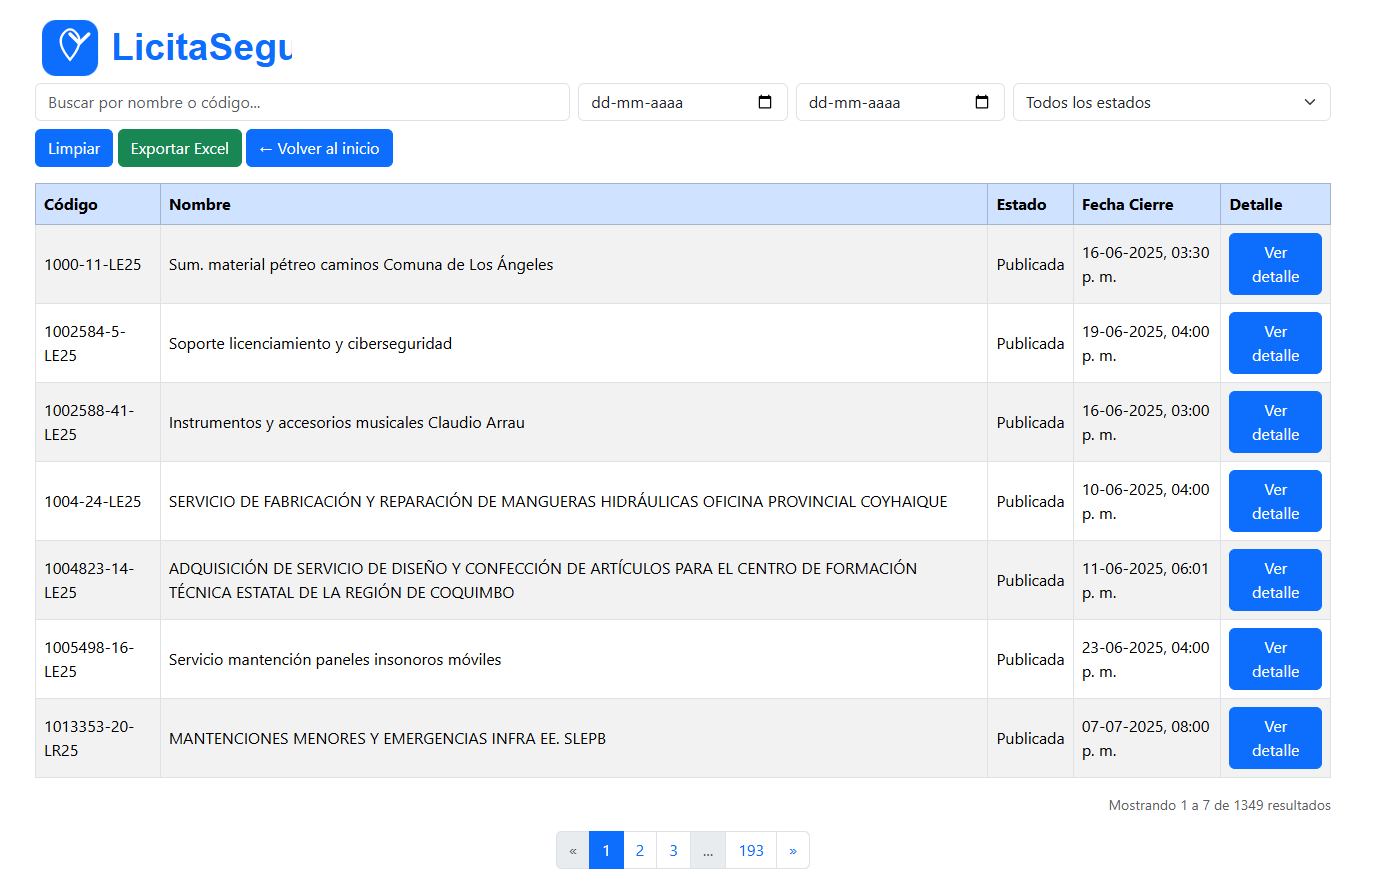 LicitaSegu
Buscar por nombre o código...
dd-mm-aaaa
dd-mm-aaaa
Todos los estados
Limpiar
Exportar Excel
← Volver al inicio
Código Nombre Estado Fecha Cierre Detalle
1000-11-LE25 Sum. material pétreo caminos Comuna de Los Ángeles Publicada 16-06-2025, 03:30 p. m. Ver detalle
1002584-5-LE25 Soporte licenciamiento y ciberseguridad Publicada 19-06-2025, 04:00 p. m. Ver detalle
1002588-41-LE25 Instrumentos y accesorios musicales Claudio Arrau Publicada 16-06-2025, 03:00 p. m. Ver detalle
1004-24-LE25 SERVICIO DE FABRICACIÓN Y REPARACIÓN DE MANGUERAS HIDRÁULICAS OFICINA PROVINCIAL COYHAIQUE Publicada 10-06-2025, 04:00 p. m. Ver detalle
1004823-14-LE25 ADQUISICIÓN DE SERVICIO DE DISEÑO Y CONFECCIÓN DE ARTÍCULOS PARA EL CENTRO DE FORMACIÓN TÉCNICA ESTATAL DE LA REGIÓN DE COQUIMBO Publicada 11-06-2025, 06:01 p. m. Ver detalle
1005498-16-LE25 Servicio mantención paneles insonoros móviles Publicada 23-06-2025, 04:00 p. m. Ver detalle
1013353-20-LR25 MANTENCIONES MENORES Y EMERGENCIAS INFRA EE. SLEPB Publicada 07-07-2025, 08:00 p. m. Ver detalle
Mostrando 1 a 7 de 1349 resultados
« 1 2 3 ... 193 »